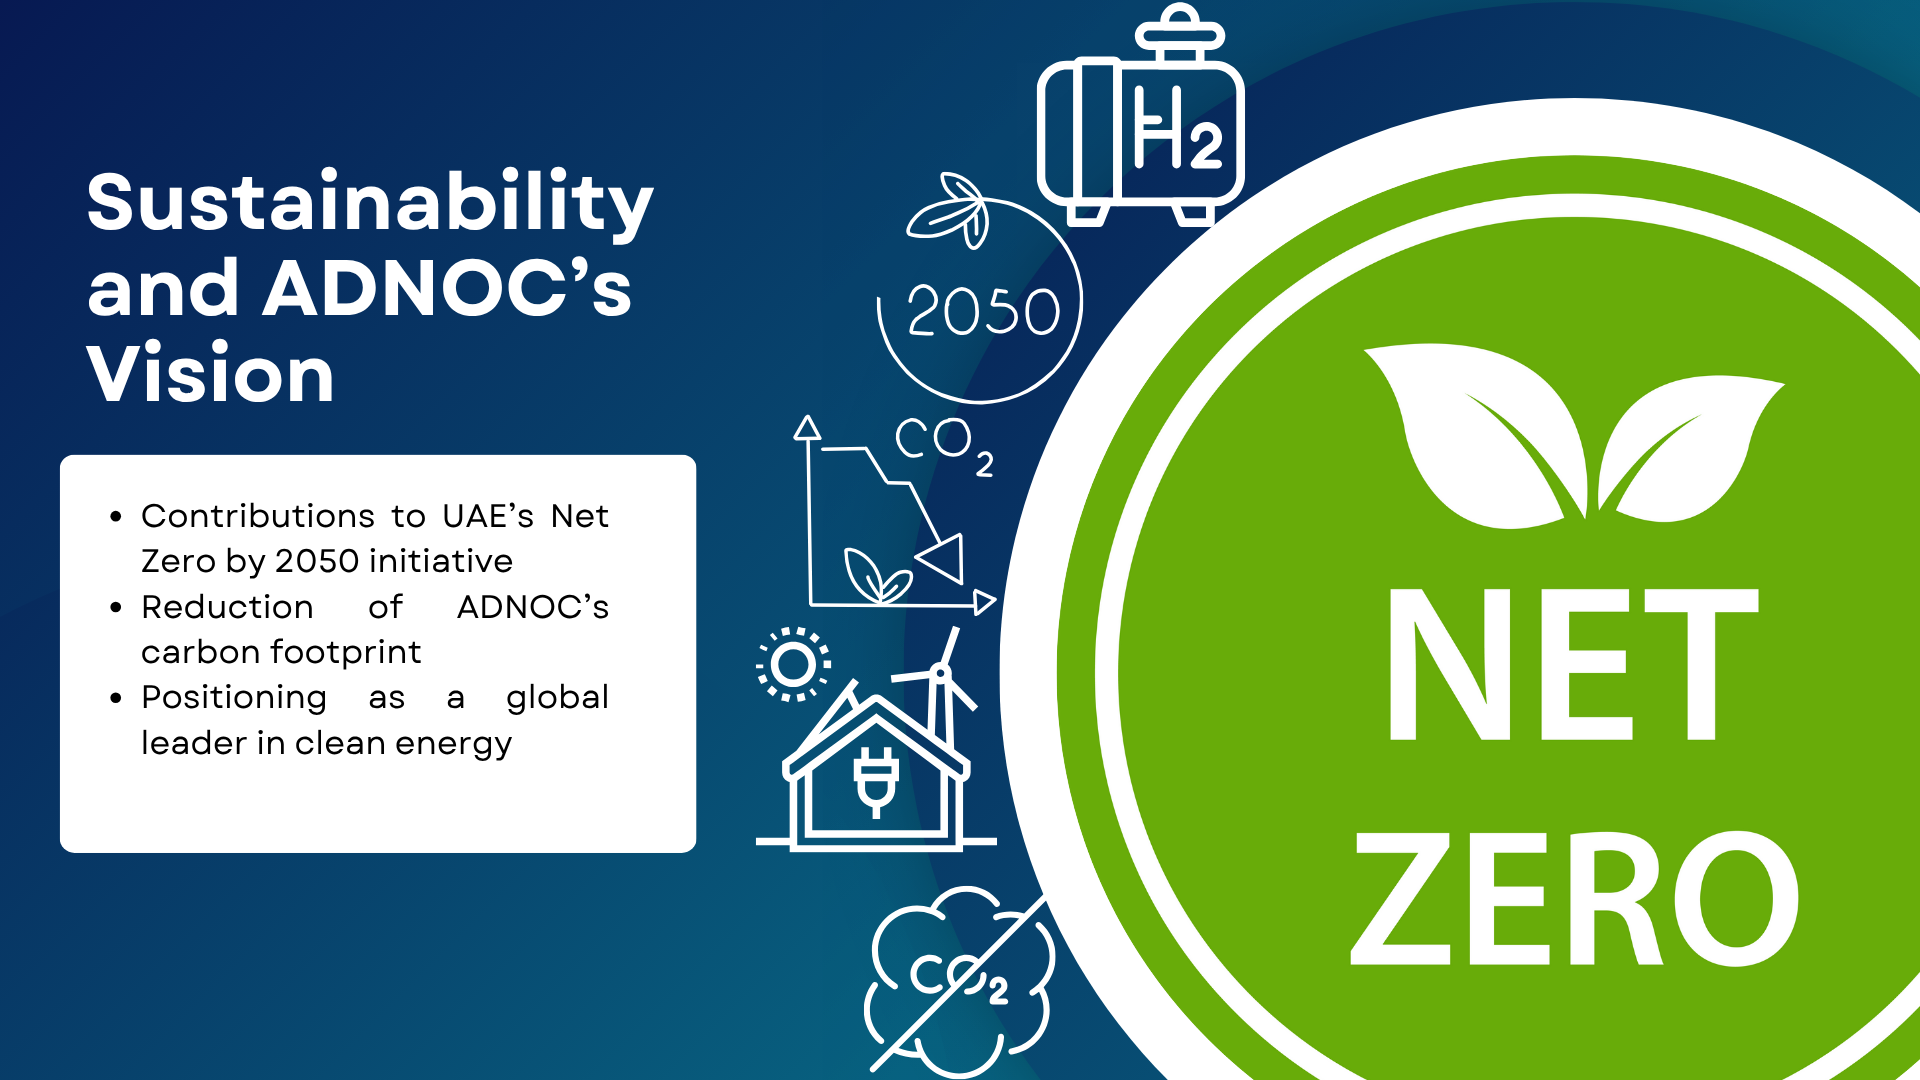 Sustainability
and ADNOC’s
Vision
• Contributions to UAE’s Net
Zero by 2050 initiative
• Reduction of ADNOC’s
carbon footprint
• Positioning as a global
leader in clean energy
H2
2050
CO2
CO2
NET
ZERO